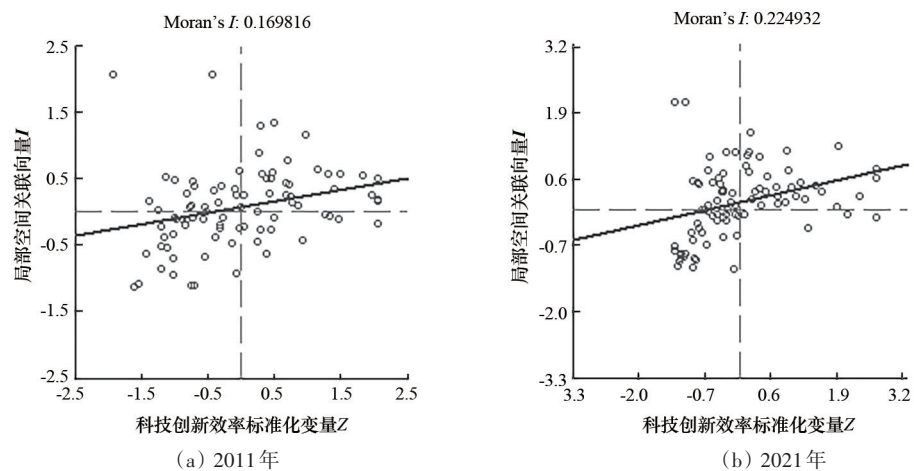 Moran's I: 0.169816
2.5
1.5
0.5
-0.5
-1.5
-2.5
-2.5 -1.5 -0.5 0.5 1.5 2.5
局部空间关联向量I
科技创新效率标准化变量Z
(a) 2011年
Moran's I: 0.224932
3.2
1.9
0.6
-0.7
-2.0
-3.3
3.3 -2.0 -0.7 0.6 1.9 3.2
局部空间关联向量I
科技创新效率标准化变量Z
(b) 2021年